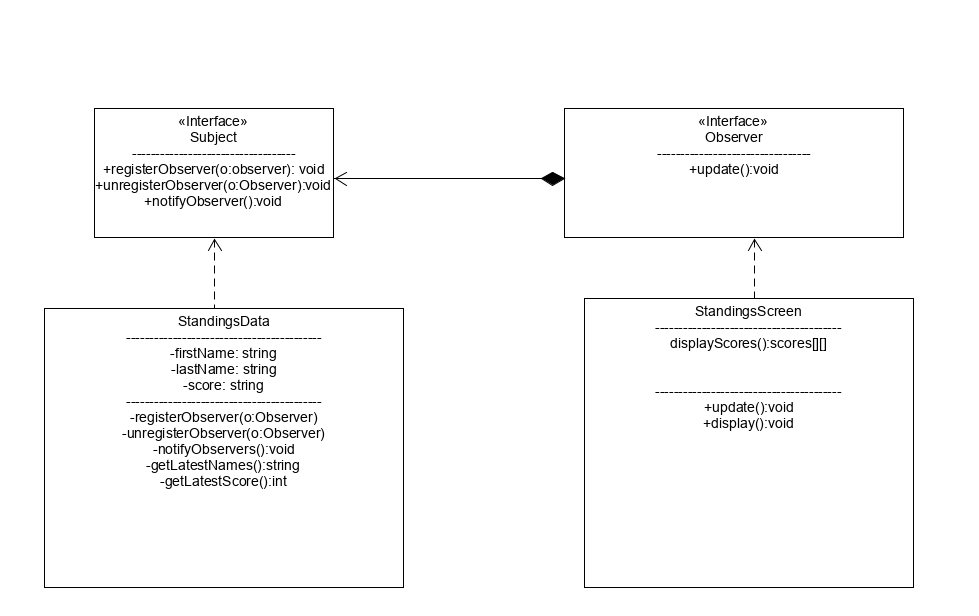 «Interface»
Subject
+registerObserver(o:observer): void
+unregisterObserver(o:Observer):void
+notifyObserver():void
«Interface»
Observer
+update():void
StandingsData
-firstName: string
-lastName: string
-score: string
-registerObserver(o:Observer)
-unregisterObserver(o:Observer)
-notifyObservers():void
-getLatestNames():string
-getLatestScore():int
StandingsScreen
displayScores():scores[][]
+update():void
+display():void